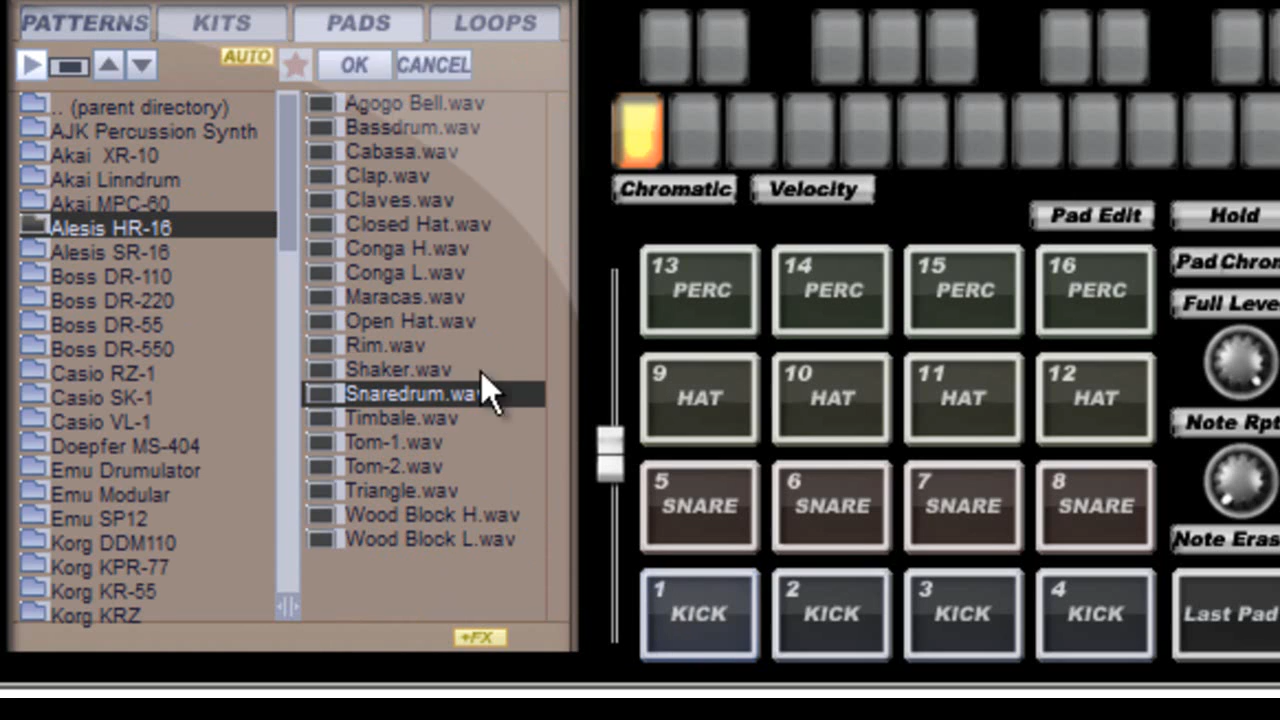 PATTERNS KITS PADS LOOPS
AUTO OK CANCEL
.. (parent directory)
AJK Percussion Synth
Akai XR-10
Akai Linndrum
Akai MPC-60
Alesis HR-16
Alesis SR-16
Boss DR-110
Boss DR-220
Boss DR-55
Boss DR-550
Casio RZ-1
Casio SK-1
Casio VL-1
Doepfer MS-404
Emu Drumulator
Emu Modular
Emu SP12
Korg DDM110
Korg KPR-77
Korg KR-55
Korg KRZ
Agogo Bell.wav
Bassdrum.wav
Cabasa.wav
Clap.wav
Claves.wav
Closed Hat.wav
Conga H.wav
Conga L.wav
Maracas.wav
Open Hat.wav
Rim.wav
Shaker.wav
Snaredrum.wav
Timbale.wav
Tom-1.wav
Tom-2.wav
Triangle.wav
Wood Block H.wav
Wood Block L.wav
+FX
Chromatic Velocity
Pad Edit Hold
13 PERC 14 PERC 15 PERC 16 PERC
Pad Chrom
Full Leve
9 HAT 10 HAT 11 HAT 12 HAT
Note Rpt
5 SNARE 6 SNARE 7 SNARE 8 SNARE
Note Eras
1 KICK 2 KICK 3 KICK 4 KICK
Last Pad